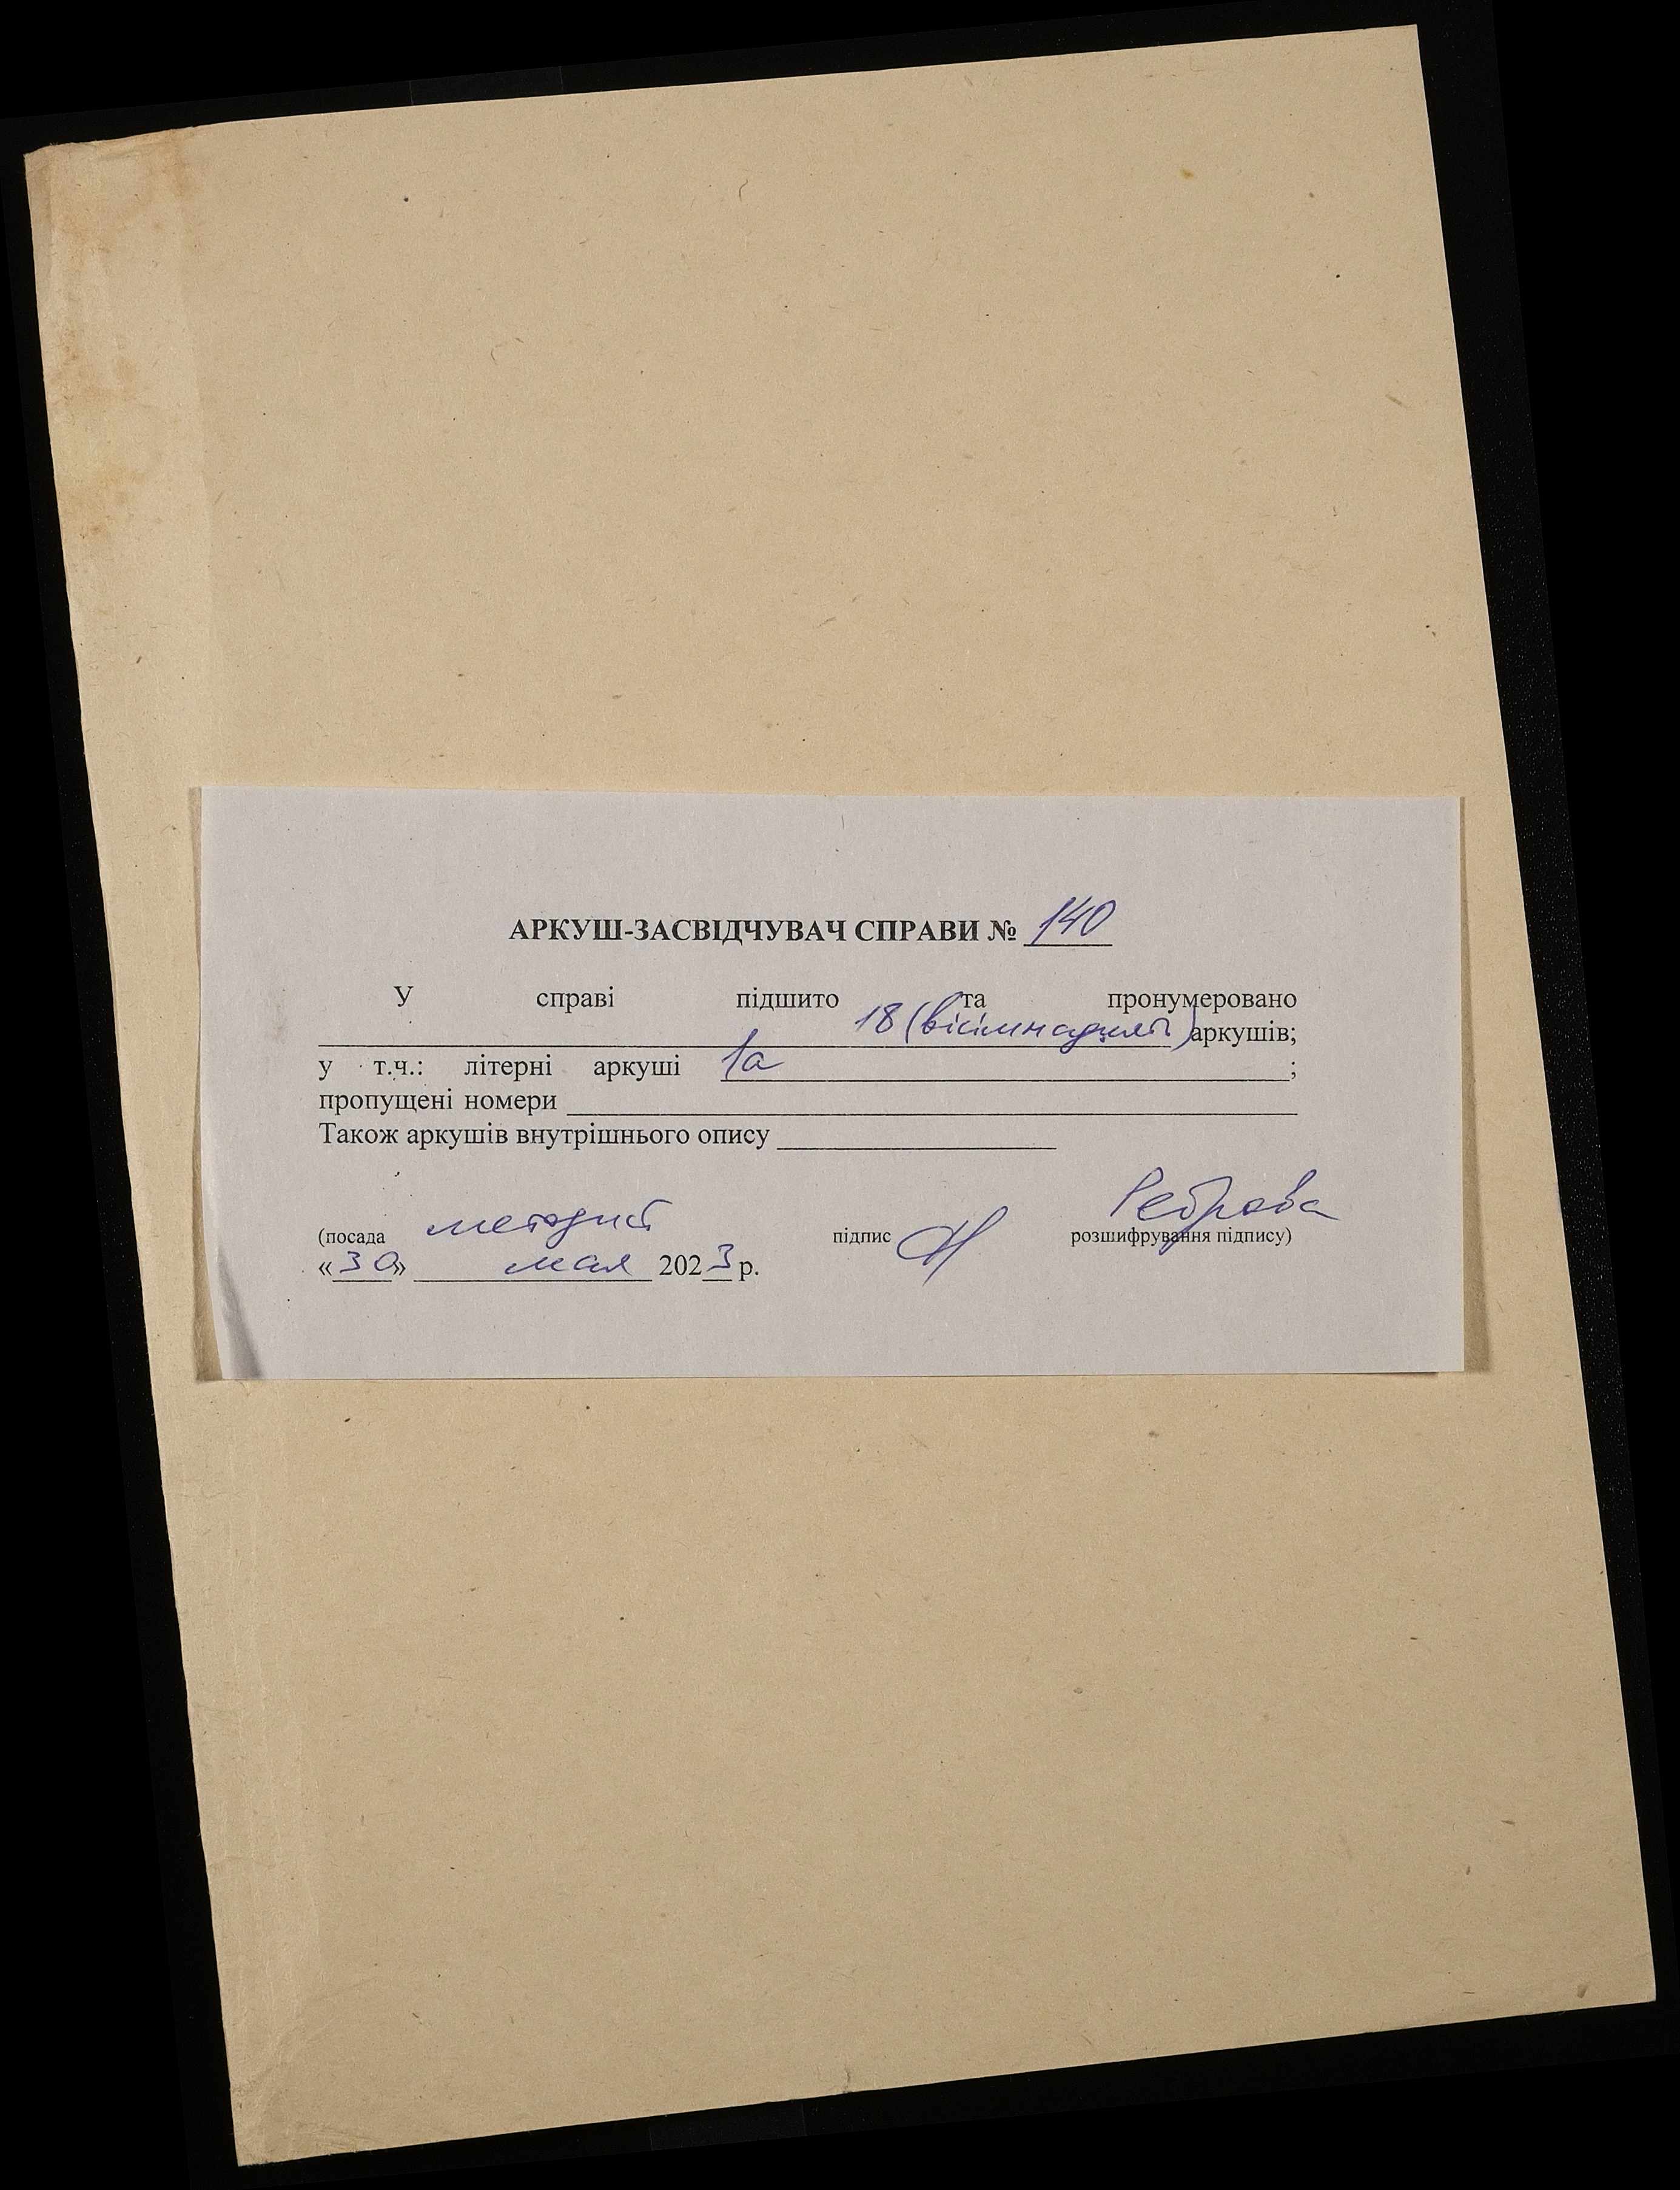 АРКУШ-ЗАСВІДЧУВАЧ СПРАВИ № 140
У справі підшито та пронумеровано
18 (вісімнадцять) аркушів;
у т.ч.: літерні аркуші 1а ;
пропущені номери
Також аркушів внутрішнього опису
(посада методист підпис Реброва розшифрування підпису)
«30» мая 2023 р.